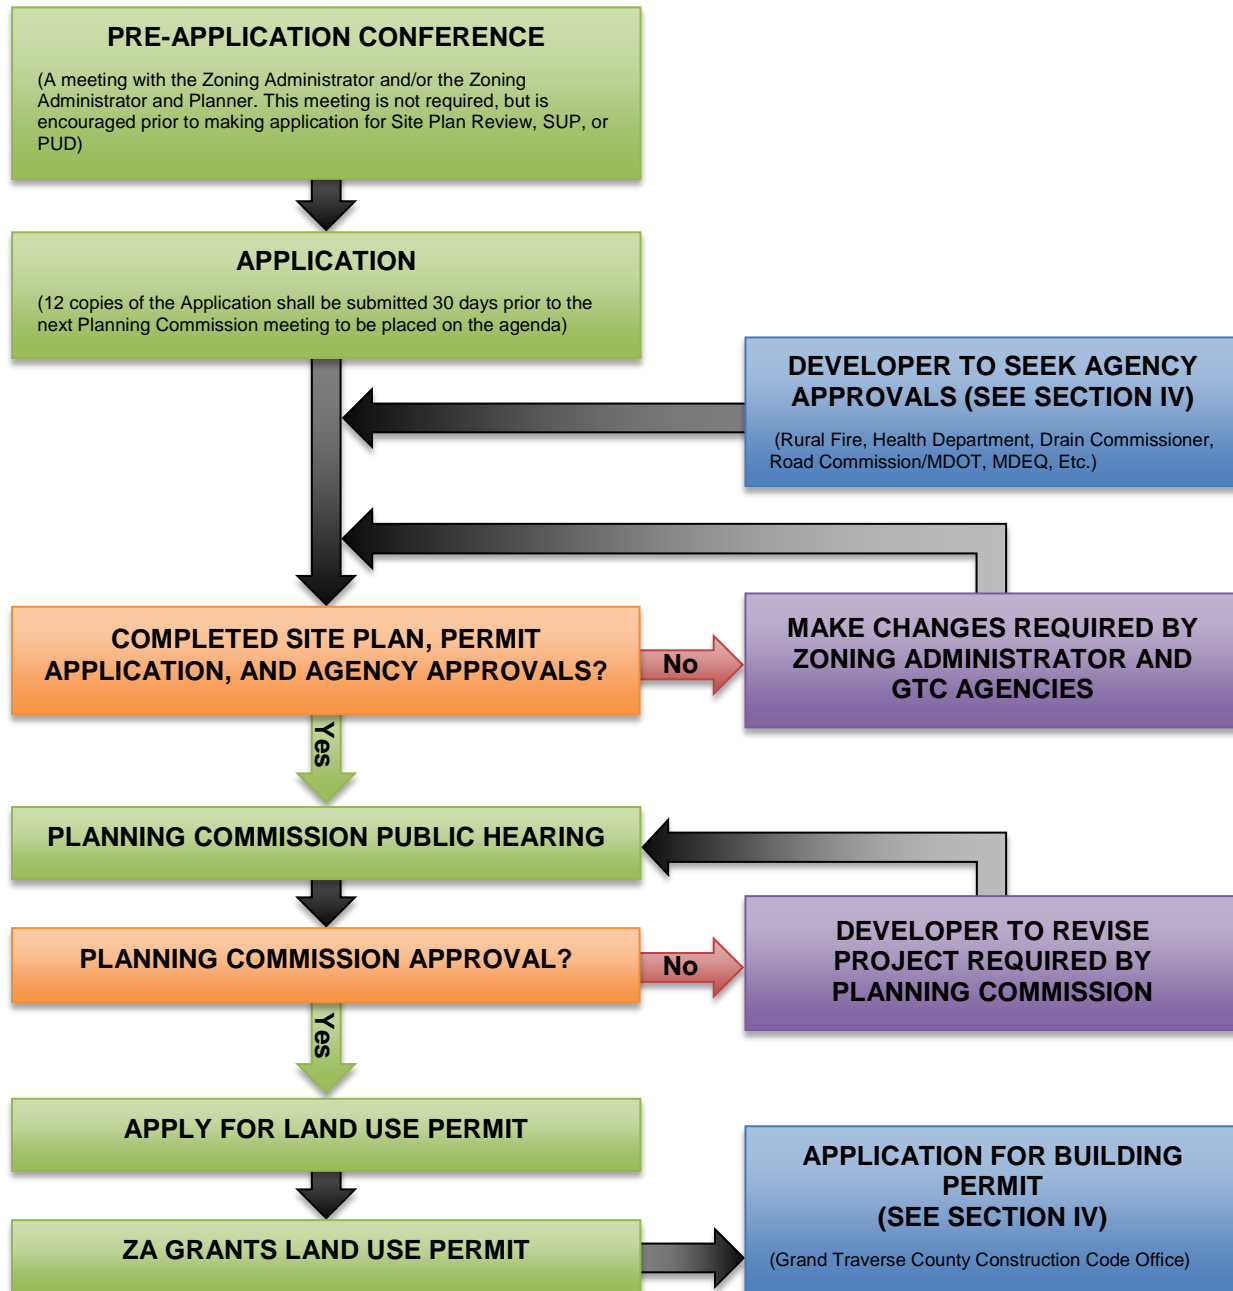 PRE-APPLICATION CONFERENCE
(A meeting with the Zoning Administrator and/or the Zoning
Administrator and Planner. This meeting is not required, but is
encouraged prior to making application for Site Plan Review, SUP, or
PUD)
APPLICATION
(12 copies of the Application shall be submitted 30 days prior to the
next Planning Commission meeting to be placed on the agenda)
DEVELOPER TO SEEK AGENCY
APPROVALS (SEE SECTION IV)
(Rural Fire, Health Department, Drain Commissioner,
Road Commission/MDOT, MDEQ, Etc.)
COMPLETED SITE PLAN, PERMIT
APPLICATION, AND AGENCY APPROVALS?
No
MAKE CHANGES REQUIRED BY
ZONING ADMINISTRATOR AND
GTC AGENCIES
Yes
PLANNING COMMISSION PUBLIC HEARING
PLANNING COMMISSION APPROVAL?
No
DEVELOPER TO REVISE
PROJECT REQUIRED BY
PLANNING COMMISSION
Yes
APPLY FOR LAND USE PERMIT
ZA GRANTS LAND USE PERMIT
APPLICATION FOR BUILDING
PERMIT
(SEE SECTION IV)
(Grand Traverse County Construction Code Office)